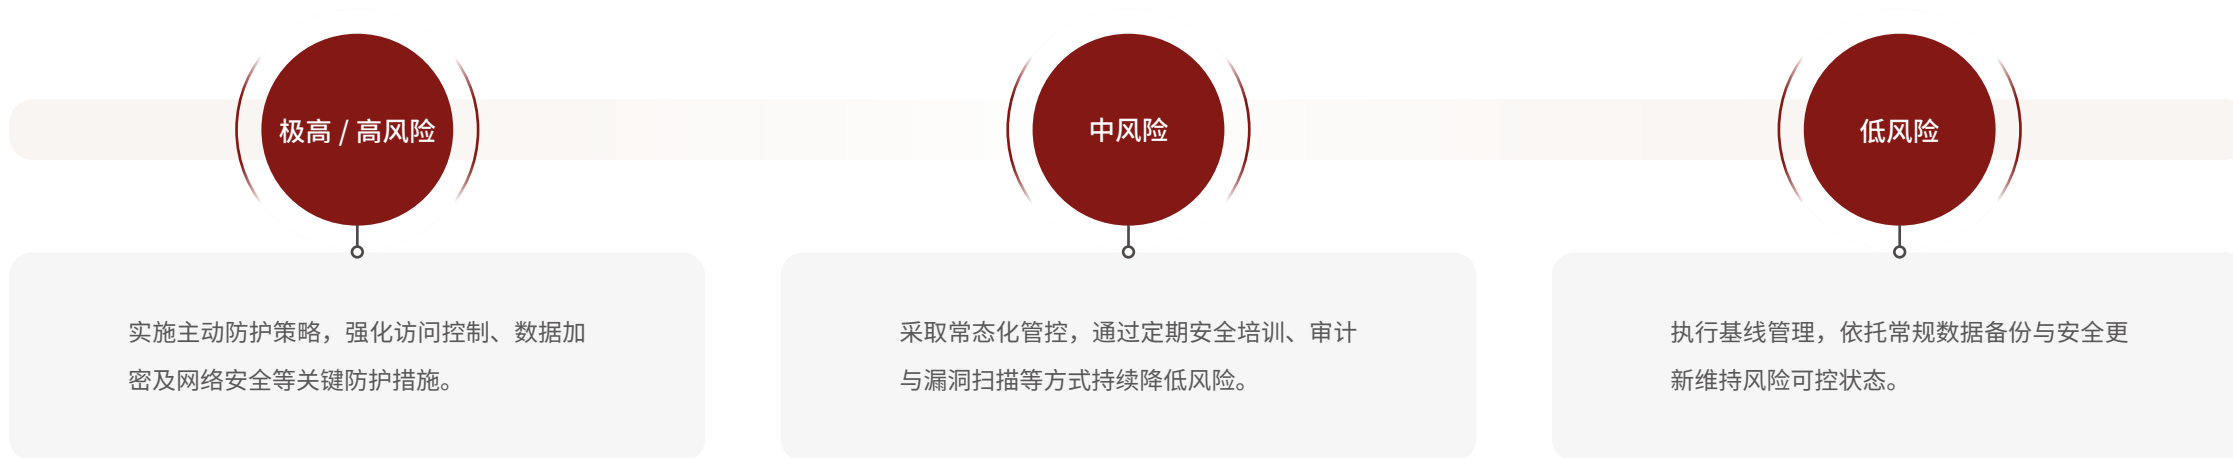 极高 / 高风险
中风险
低风险
实施主动防护策略，强化访问控制、数据加
密及网络安全等关键防护措施。
采取常态化管控，通过定期安全培训、审计
与漏洞扫描等方式持续降低风险。
执行基线管理，依托常规数据备份与安全更
新维持风险可控状态。